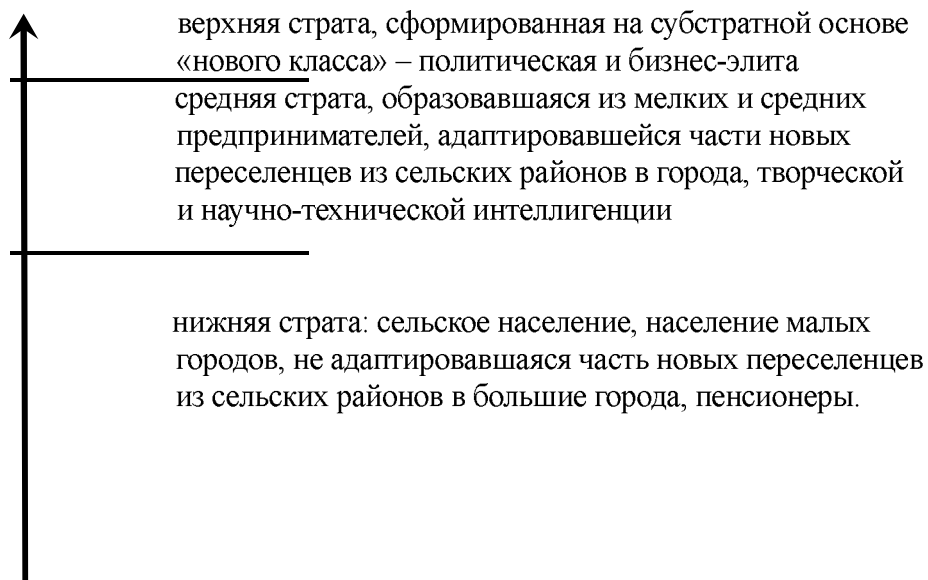 верхняя страта, сформированная на субстратной основе
«нового класса» – политическая и бизнес-элита
средняя страта, образовавшаяся из мелких и средних
предпринимателей, адаптировавшейся части новых
переселенцев из сельских районов в города, творческой
и научно-технической интеллигенции
нижняя страта: сельское население, население малых
городов, не адаптировавшаяся часть новых переселенцев
из сельских районов в большие города, пенсионеры.